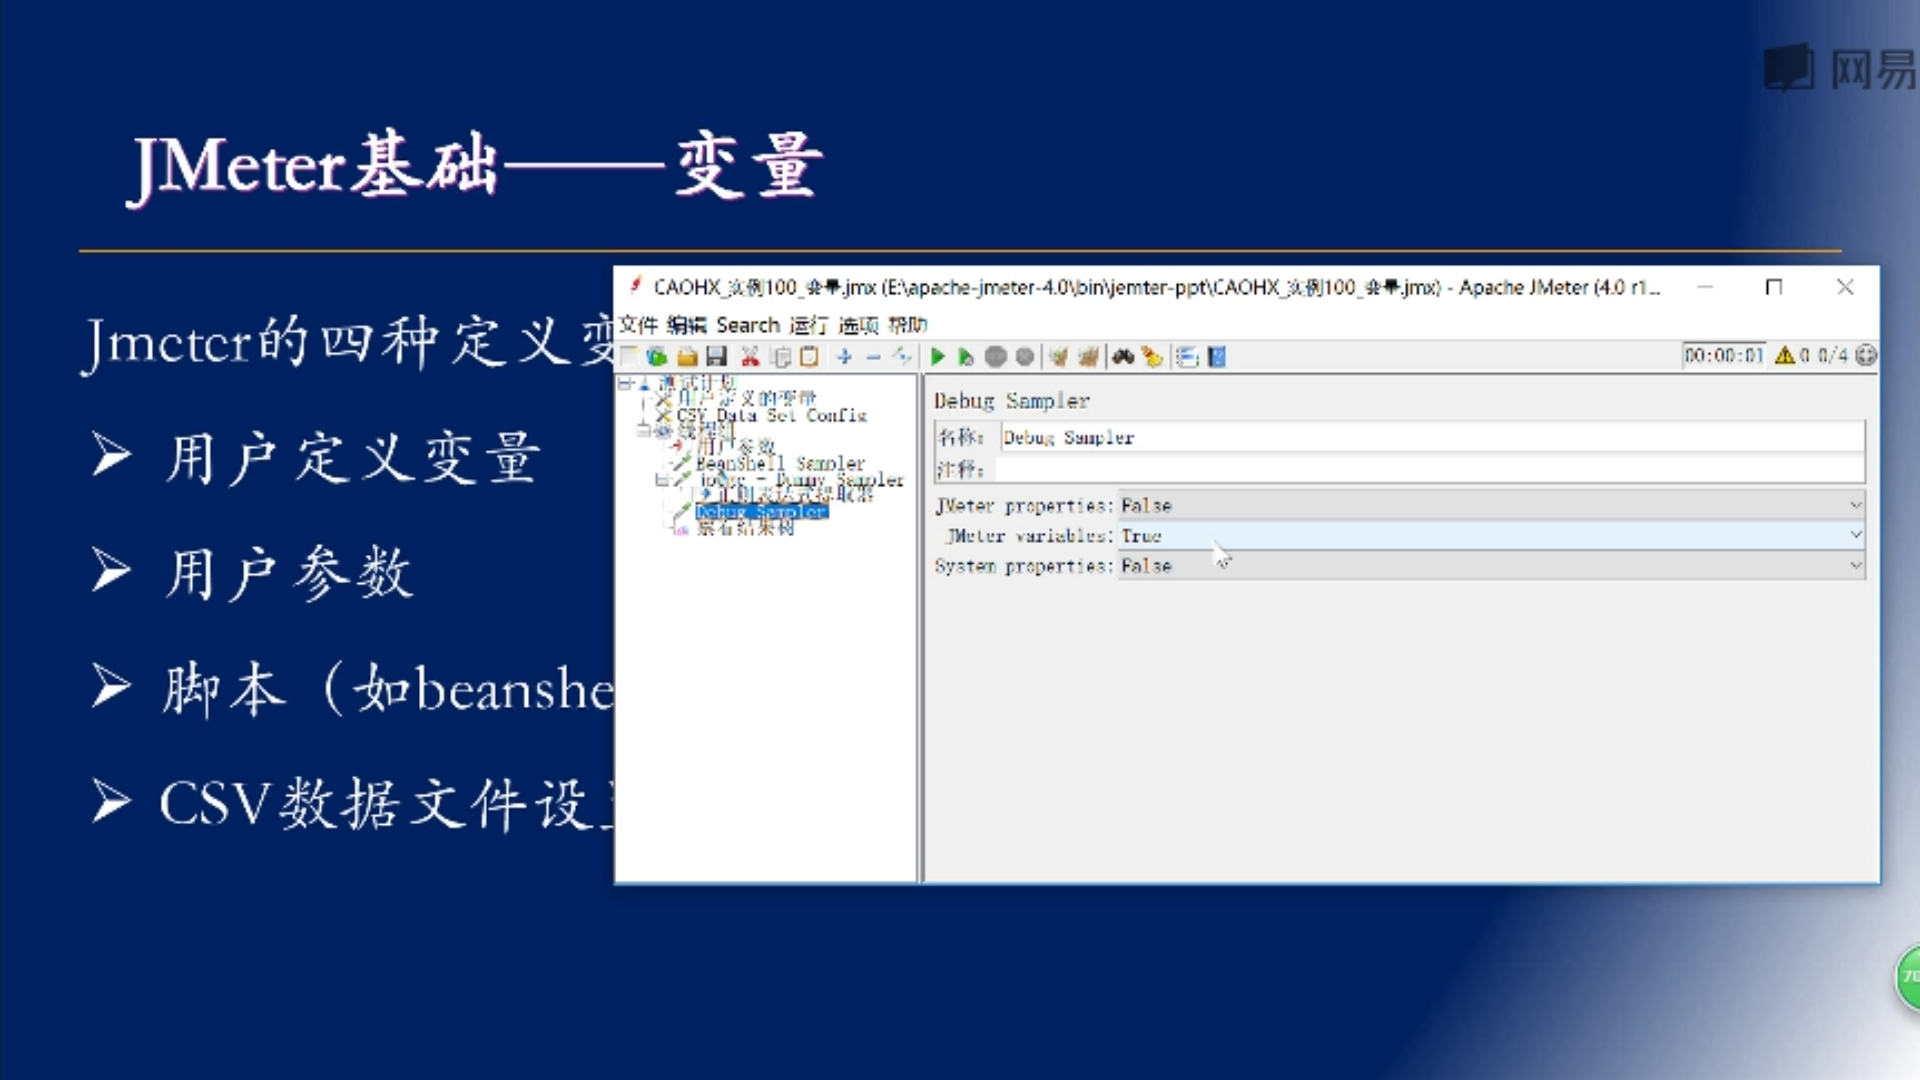 网易
JMeter基础——变量
Jmeter的四种定义变
用户定义变量
用户参数
脚本（如beanshe
CSV数据文件设
CAOHX_实例100_变量.jmx (E:\apache-jmeter-4.0\bin\jemter-ppt\CAOHX_实例100_变量.jmx) - Apache JMeter (4.0 r1...
文件 编辑 Search 运行 选项 帮助
00:00:01 0 0/4
测试计划
用户定义的变量
CSV Data Set Config
线程组
用户参数
BeanShell Sampler
jp@gc - Dummy Sampler
正则表达式提取器
Debug Sampler
察看结果树
Debug Sampler
名称: Debug Sampler
注释:
JMeter properties: False
JMeter variables: True
System properties: False
70